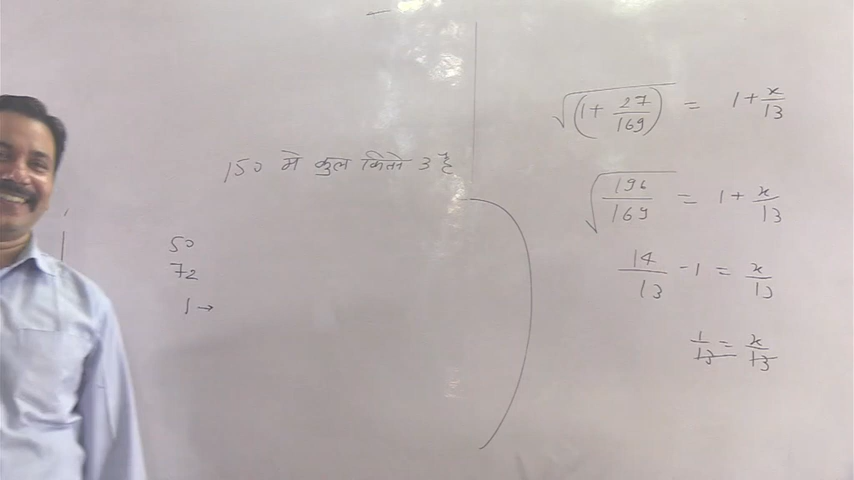 150 मे कुल कितने 3 है
50
72
1→
√(1 + 27/169) = 1 + x/13
√196/169 = 1 + x/13
14/13 - 1 = x/13
1/13 = x/13